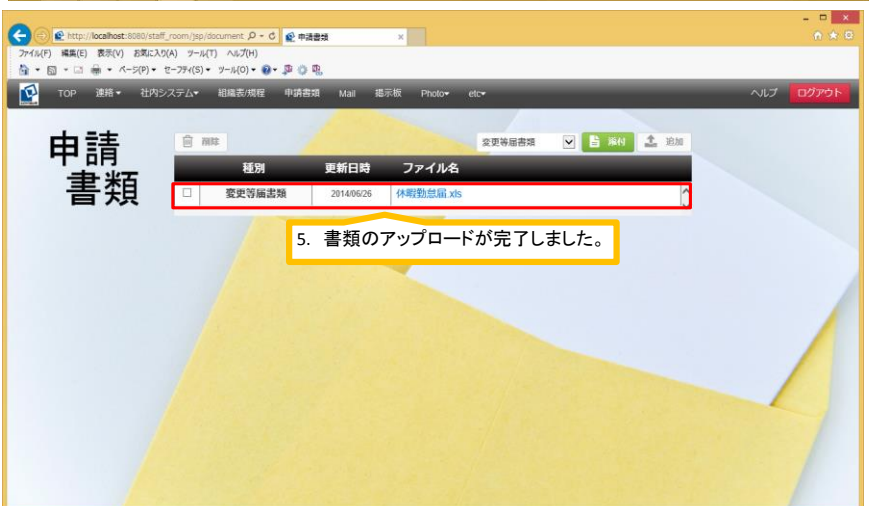 http://localhost:8080/staff_room/jsp/document
申請書類
ファイル(F) 編集(E) 表示(V) お気に入り(A) ツール(T) ヘルプ(H)
ページ(P) セーフティ(S) ツール(O)
TOP 連絡 社内システム 組織表/規程 申請書類 Mail 掲示板 Photo etc ヘルプ ログアウト
申請
書類
削除 変更等届書類 添付 追加
種別 更新日時 ファイル名
変更等届書類 2014/06/26 休暇勤怠届.xls
5. 書類のアップロードが完了しました。